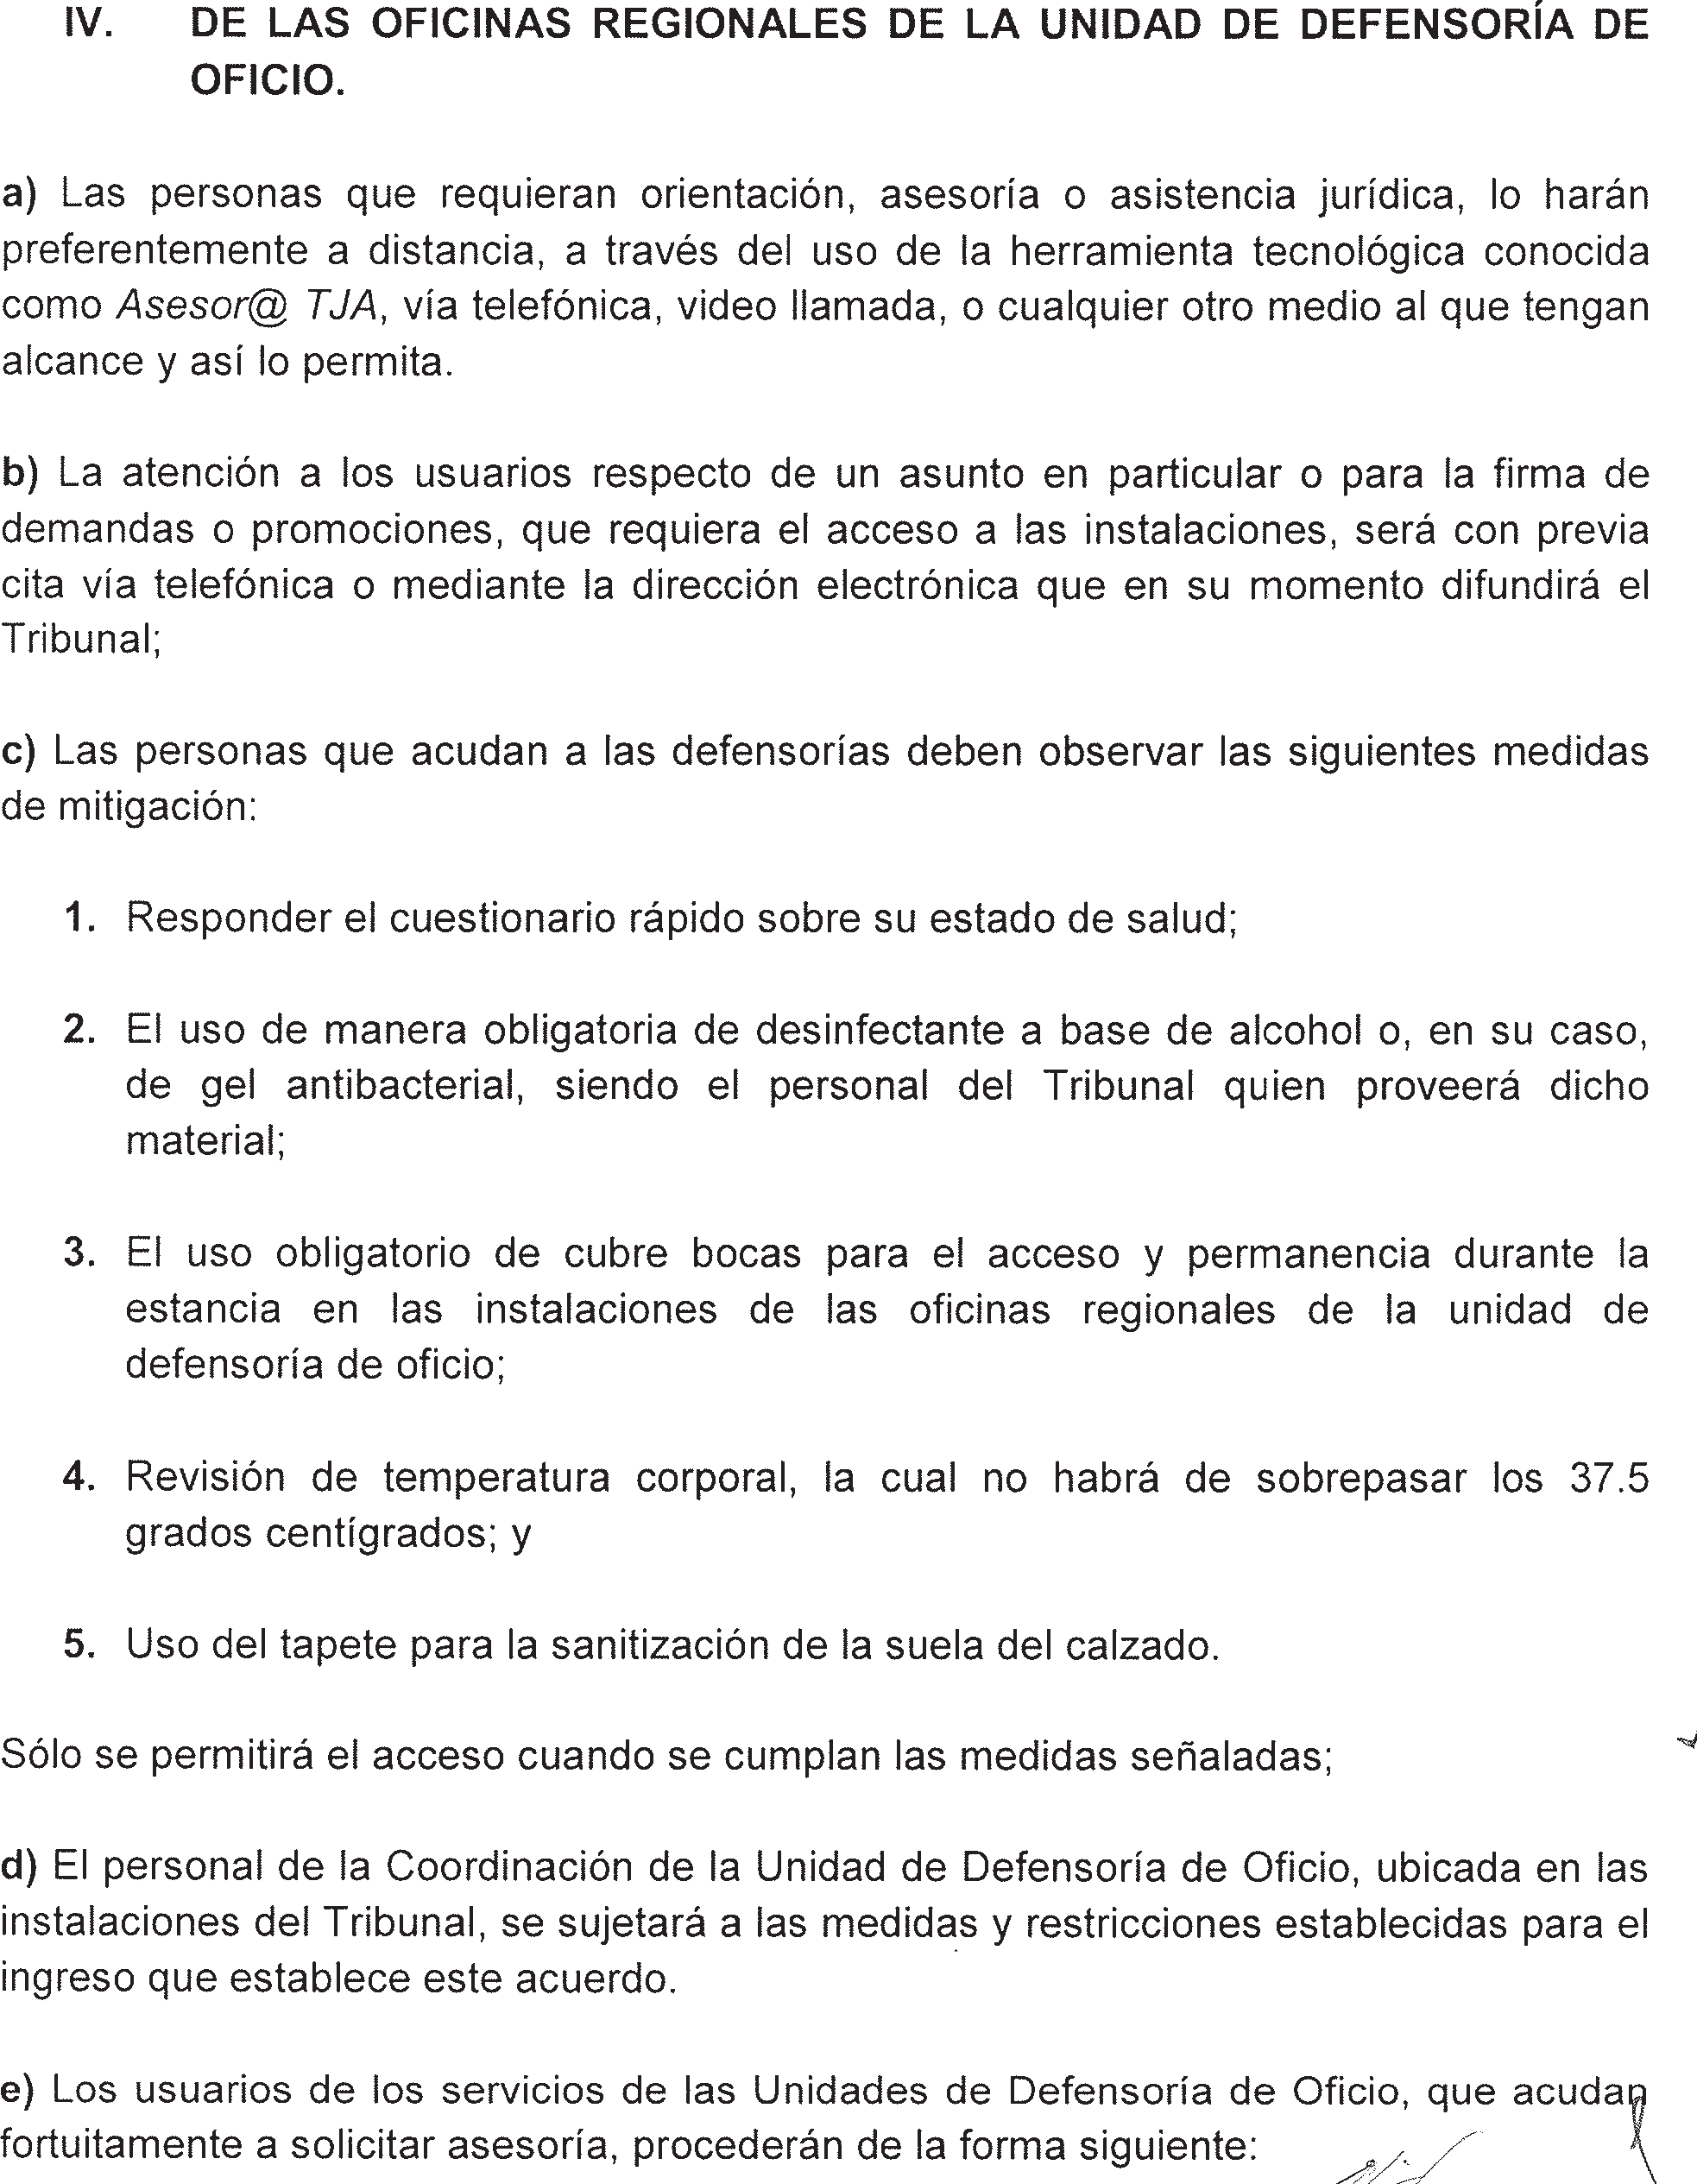 IV. DE LAS OFICINAS REGIONALES DE LA UNIDAD DE DEFENSORÍA DE
OFICIO.
a) Las personas que requieran orientación, asesoría o asistencia jurídica, lo harán
preferentemente a distancia, a través del uso de la herramienta tecnológica conocida
como Asesor@ TJA, vía telefónica, video llamada, o cualquier otro medio al que tengan
alcance y así lo permita.
b) La atención a los usuarios respecto de un asunto en particular o para la firma de
demandas o promociones, que requiera el acceso a las instalaciones, será con previa
cita vía telefónica o mediante la dirección electrónica que en su momento difundirá el
Tribunal;
c) Las personas que acudan a las defensorías deben observar las siguientes medidas
de mitigación:
1. Responder el cuestionario rápido sobre su estado de salud;
2. El uso de manera obligatoria de desinfectante a base de alcohol o, en su caso,
de gel antibacterial, siendo el personal del Tribunal quien proveerá dicho
material;
3. El uso obligatorio de cubre bocas para el acceso y permanencia durante la
estancia en las instalaciones de las oficinas regionales de la unidad de
defensoría de oficio;
4. Revisión de temperatura corporal, la cual no habrá de sobrepasar los 37.5
grados centígrados; y
5. Uso del tapete para la sanitización de la suela del calzado.
Sólo se permitirá el acceso cuando se cumplan las medidas señaladas;
d) El personal de la Coordinación de la Unidad de Defensoría de Oficio, ubicada en las
instalaciones del Tribunal, se sujetará a las medidas y restricciones establecidas para el
ingreso que establece este acuerdo.
e) Los usuarios de los servicios de las Unidades de Defensoría de Oficio, que acudan
fortuitamente a solicitar asesoría, procederán de la forma siguiente: